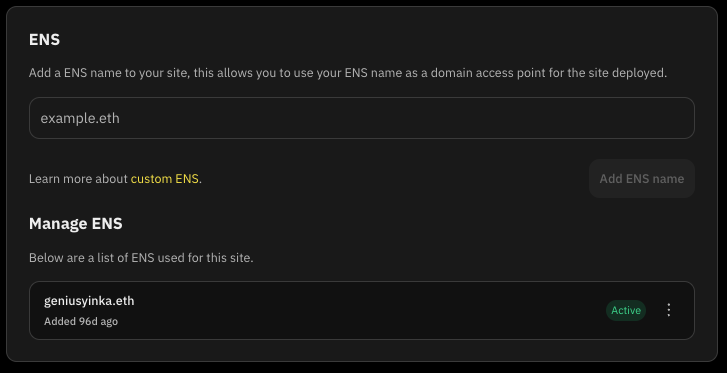 ENS
Add a ENS name to your site, this allows you to use your ENS name as a domain access point for the site deployed.
example.eth
Learn more about custom ENS.
Add ENS name
Manage ENS
Below are a list of ENS used for this site.
geniusyinka.eth
Active
Added 96d ago